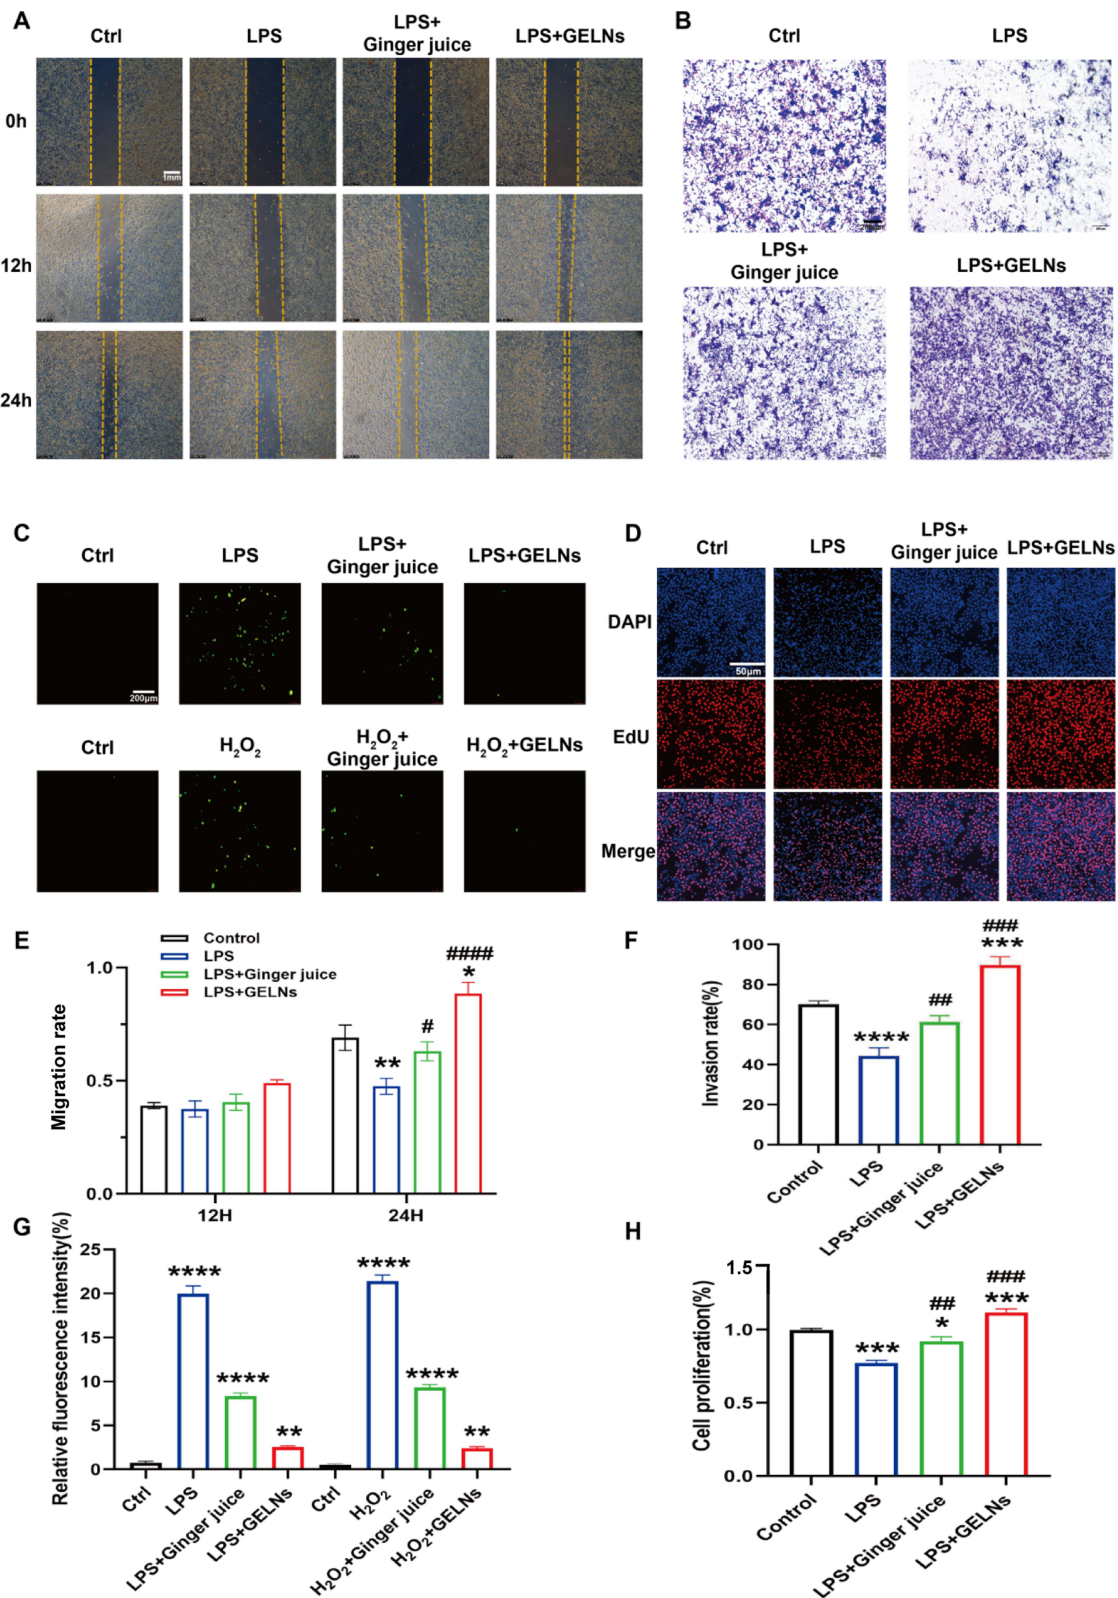 A
Ctrl
LPS
LPS+
Ginger juice
LPS+GELNs
0h
1mm
12h
24h
B
Ctrl
LPS
LPS+
Ginger juice
LPS+GELNs
C
Ctrl
LPS
LPS+
Ginger juice
LPS+GELNs
200μm
Ctrl
H₂O₂
H₂O₂+
Ginger juice
H₂O₂+GELNs
D
Ctrl
LPS
LPS+
Ginger juice
LPS+GELNs
DAPI
50μm
EdU
Merge
E
Control
LPS
LPS+Ginger juice
LPS+GELNs
Migration rate
1.0
0.5
0.0
**
#
####
*
12H
24H
F
Invasion rate(%)
100
80
60
40
20
0
****
##
###
***
Control
LPS
LPS+Ginger juice
LPS+GELNs
G
Relative fluorescence intensity(%)
25
20
15
10
5
0
****
****
**
****
****
**
Ctrl
LPS
LPS+Ginger juice
LPS+GELNs
Ctrl
H₂O₂
H₂O₂+Ginger juice
H₂O₂+GELNs
H
Cell proliferation(%)
1.5
1.0
0.5
0.0
***
##
*
###
***
Control
LPS
LPS+Ginger juice
LPS+GELNs